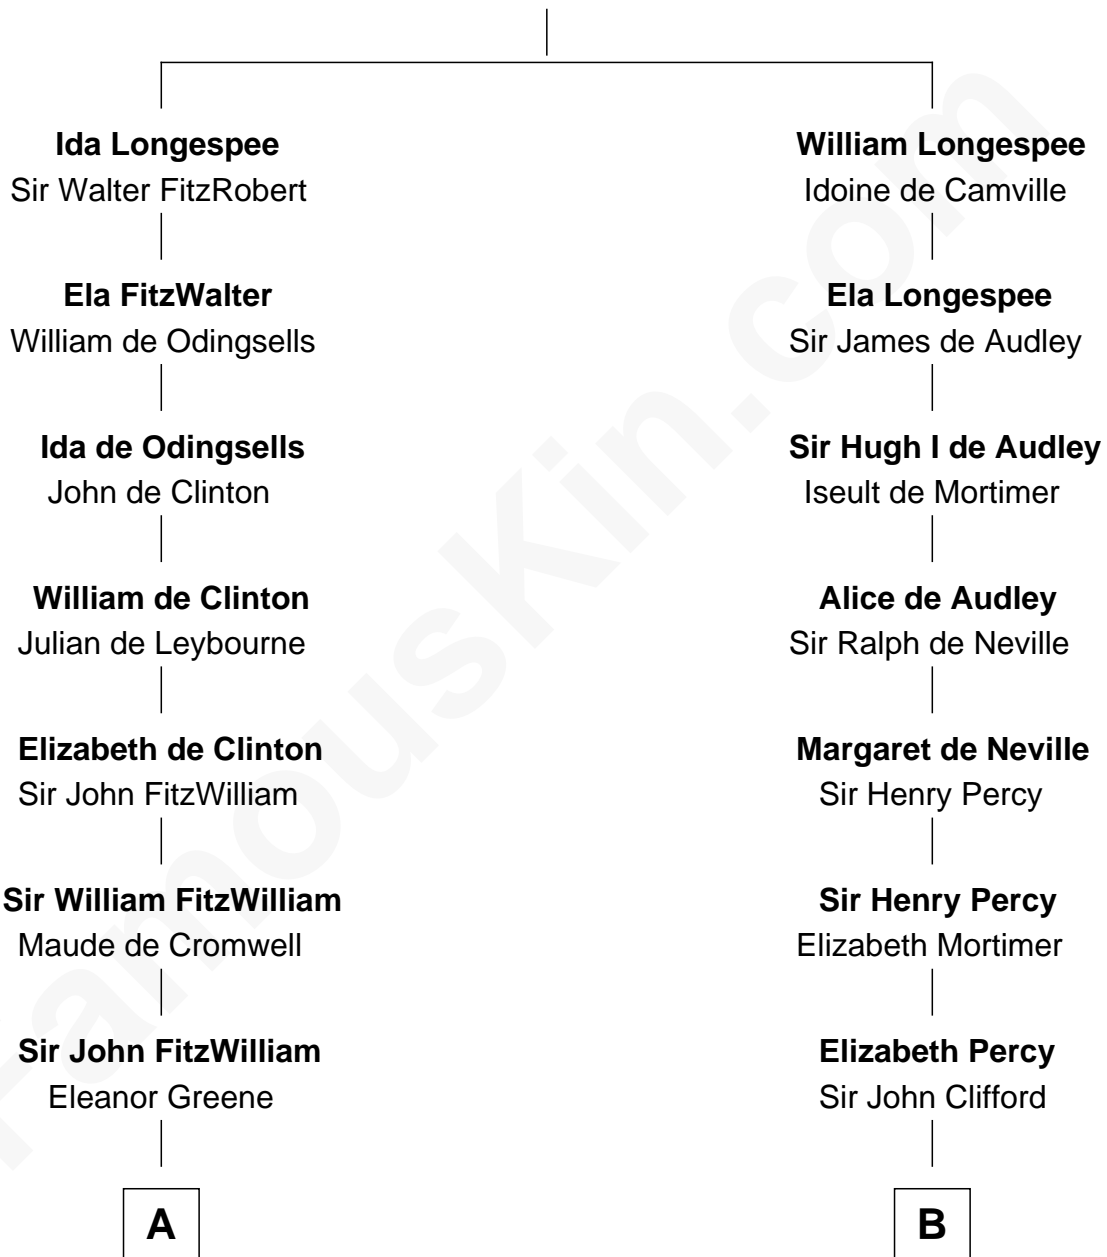 Ida Longespee
Sir Walter FitzRobert
Ela FitzWalter
William de Odingsells
Ida de Odingsells
John de Clinton
William de Clinton
Julian de Leybourne
Elizabeth de Clinton
Sir John FitzWilliam
Sir William FitzWilliam
Maude de Cromwell
Sir John FitzWilliam
Eleanor Greene
A
William Longespee
Idoine de Camville
Ela Longespee
Sir James de Audley
Sir Hugh I de Audley
Iseult de Mortimer
Alice de Audley
Sir Ralph de Neville
Margaret de Neville
Sir Henry Percy
Sir Henry Percy
Elizabeth Mortimer
Elizabeth Percy
Sir John Clifford
B
FamousKin.com